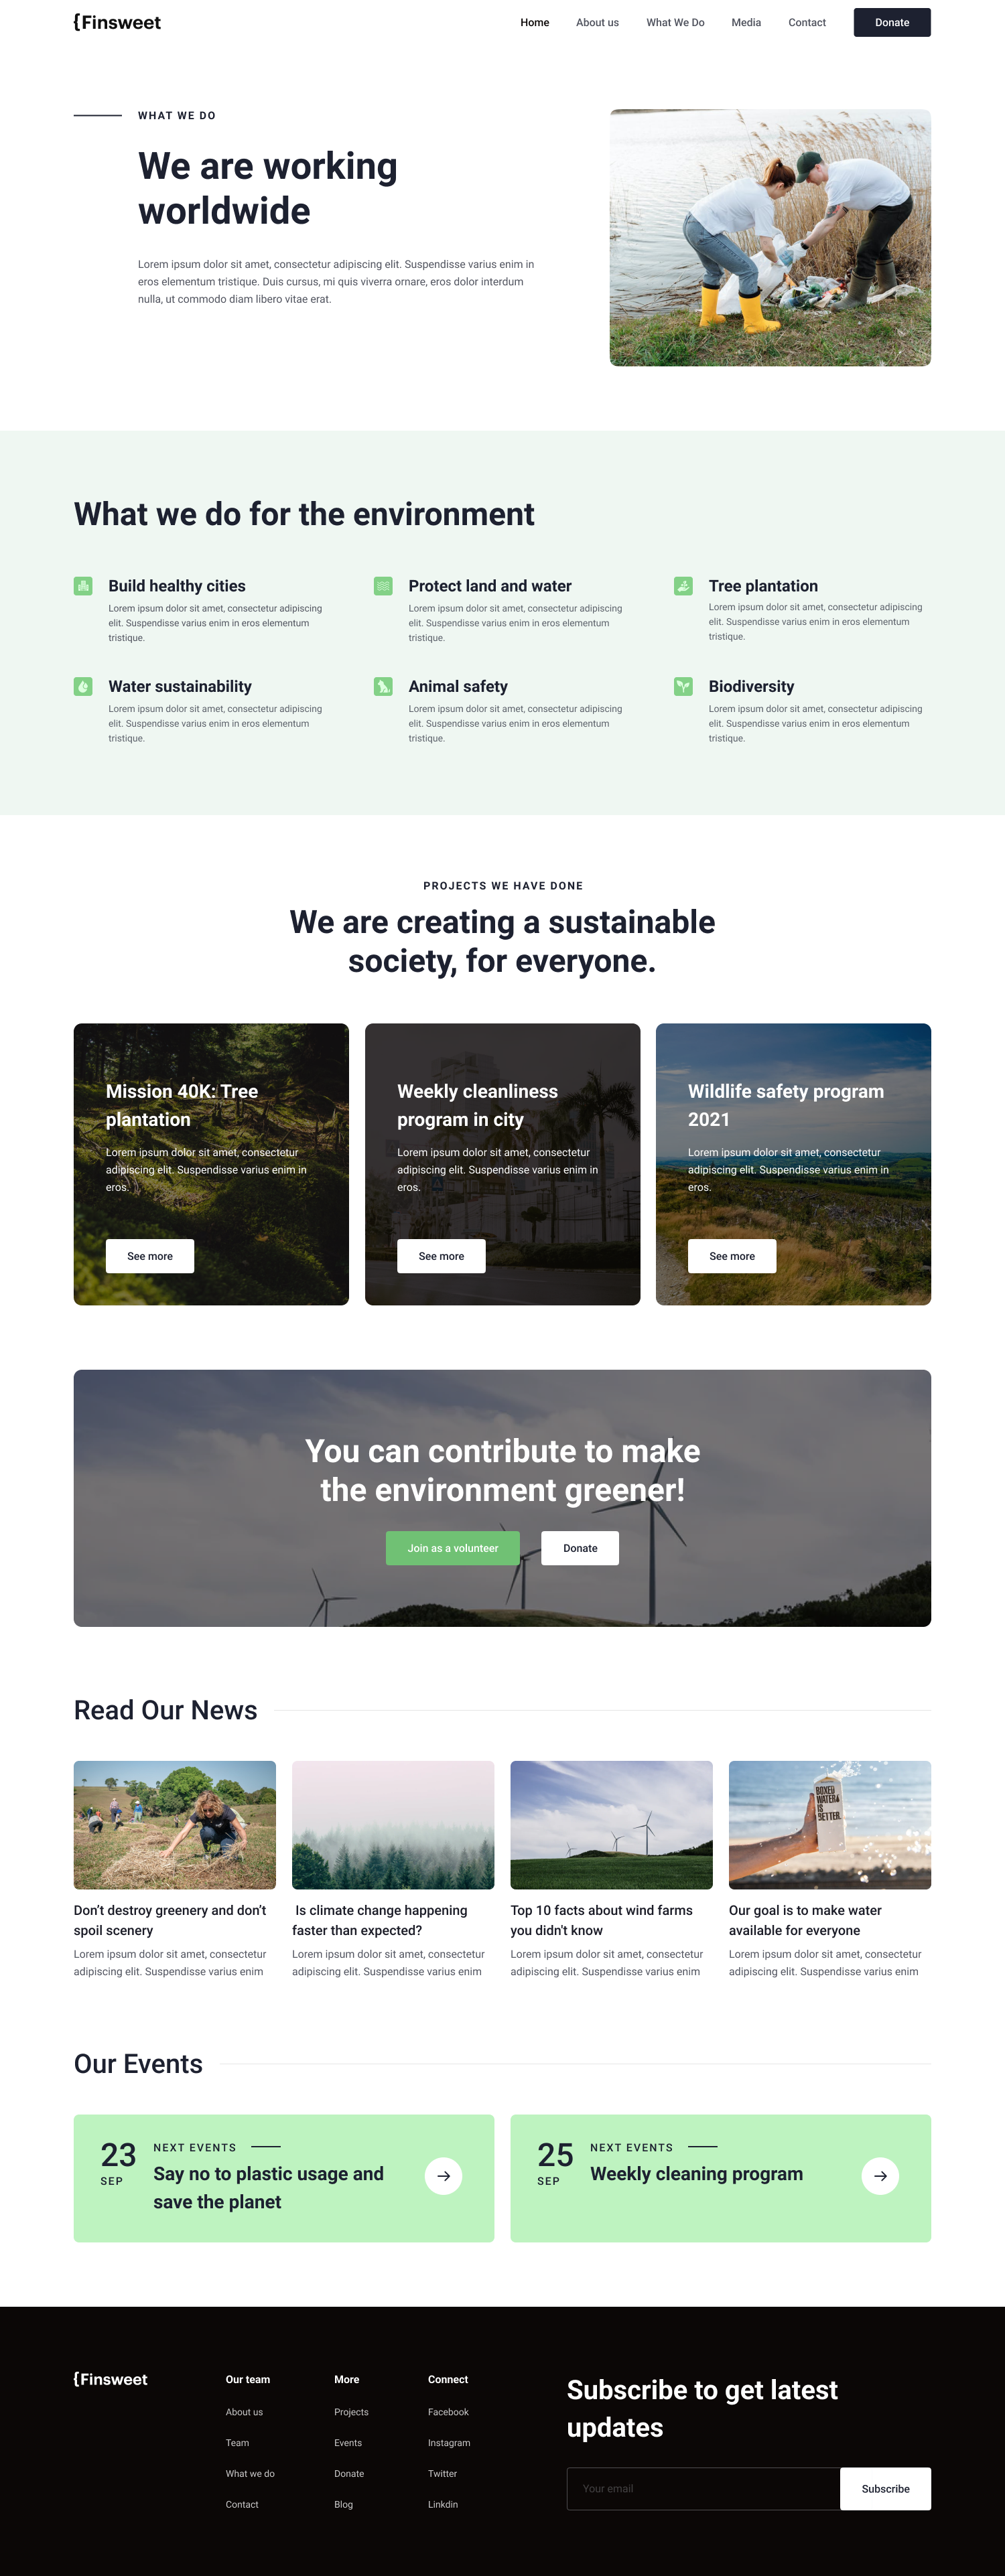 {Finsweet
Home About us What We Do Media Contact Donate
WHAT WE DO
We are working
worldwide
Lorem ipsum dolor sit amet, consectetur adipiscing elit. Suspendisse varius enim in
eros elementum tristique. Duis cursus, mi quis viverra ornare, eros dolor interdum
nulla, ut commodo diam libero vitae erat.
What we do for the environment
Build healthy cities
Lorem ipsum dolor sit amet, consectetur adipiscing
elit. Suspendisse varius enim in eros elementum
tristique.
Protect land and water
Lorem ipsum dolor sit amet, consectetur adipiscing
elit. Suspendisse varius enim in eros elementum
tristique.
Tree plantation
Lorem ipsum dolor sit amet, consectetur adipiscing
elit. Suspendisse varius enim in eros elementum
tristique.
Water sustainability
Lorem ipsum dolor sit amet, consectetur adipiscing
elit. Suspendisse varius enim in eros elementum
tristique.
Animal safety
Lorem ipsum dolor sit amet, consectetur adipiscing
elit. Suspendisse varius enim in eros elementum
tristique.
Biodiversity
Lorem ipsum dolor sit amet, consectetur adipiscing
elit. Suspendisse varius enim in eros elementum
tristique.
PROJECTS WE HAVE DONE
We are creating a sustainable
society, for everyone.
Mission 40K: Tree
plantation
Lorem ipsum dolor sit amet, consectetur
adipiscing elit. Suspendisse varius enim in
eros.
See more
Weekly cleanliness
program in city
Lorem ipsum dolor sit amet, consectetur
adipiscing elit. Suspendisse varius enim in
eros.
See more
Wildlife safety program
2021
Lorem ipsum dolor sit amet, consectetur
adipiscing elit. Suspendisse varius enim in
eros.
See more
You can contribute to make
the environment greener!
Join as a volunteer Donate
Read Our News
Don’t destroy greenery and don’t
spoil scenery
Lorem ipsum dolor sit amet, consectetur
adipiscing elit. Suspendisse varius enim
Is climate change happening
faster than expected?
Lorem ipsum dolor sit amet, consectetur
adipiscing elit. Suspendisse varius enim
Top 10 facts about wind farms
you didn't know
Lorem ipsum dolor sit amet, consectetur
adipiscing elit. Suspendisse varius enim
BOXED
WATER
IS
BETTER.
Our goal is to make water
available for everyone
Lorem ipsum dolor sit amet, consectetur
adipiscing elit. Suspendisse varius enim
Our Events
23
SEP
NEXT EVENTS
Say no to plastic usage and
save the planet
25
SEP
NEXT EVENTS
Weekly cleaning program
{Finsweet
Our team
About us
Team
What we do
Contact
More
Projects
Events
Donate
Blog
Connect
Facebook
Instagram
Twitter
Linkdin
Subscribe to get latest
updates
Your email
Subscribe